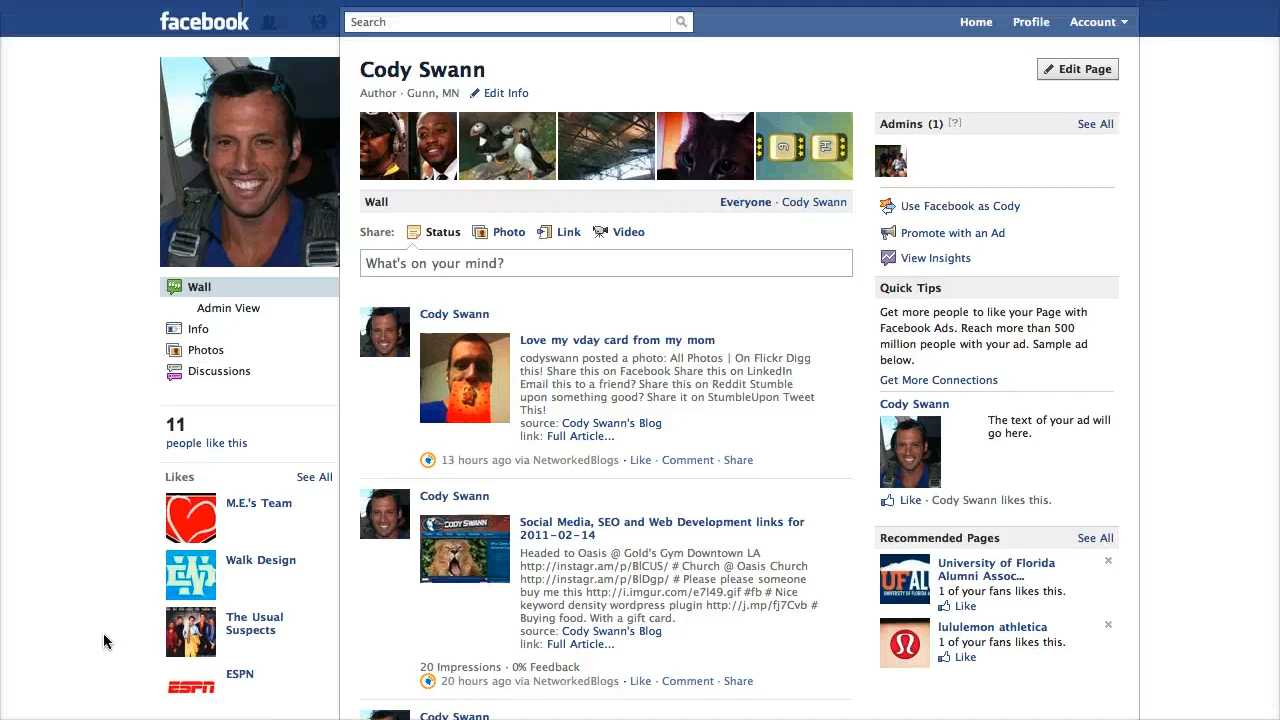 facebook
Search
Home Profile Account
Cody Swann
Author · Gunn, MN Edit Info
Edit Page
Wall
Everyone · Cody Swann
Share: Status Photo Link Video
What's on your mind?
Wall
Admin View
Info
Photos
Discussions
11
people like this
Likes See All
M.E.'s Team
Walk Design
The Usual
Suspects
ESPN
ESPN
Cody Swann
Love my vday card from my mom
codyswann posted a photo: All Photos | On Flickr Digg
this! Share this on Facebook Share this on LinkedIn
Email this to a friend? Share this on Reddit Stumble
upon something good? Share it on StumbleUpon Tweet
This!
source: Cody Swann's Blog
link: Full Article...
13 hours ago via NetworkedBlogs · Like · Comment · Share
Cody Swann
CODY SWANN
Social Media, SEO and Web Development links for
2011-02-14
Headed to Oasis @ Gold's Gym Downtown LA
http://instagr.am/p/BlCUS/ # Church @ Oasis Church
http://instagr.am/p/BlDgp/ # Please please someone
buy me this http://i.imgur.com/e7l49.gif #fb # Nice
keyword density wordpress plugin http://j.mp/fj7Cvb #
Buying food. With a gift card.
source: Cody Swann's Blog
link: Full Article...
20 Impressions · 0% Feedback
20 hours ago via NetworkedBlogs · Like · Comment · Share
Cody Swann
Admins (1) [?] See All
Use Facebook as Cody
Promote with an Ad
View Insights
Quick Tips
Get more people to like your Page with
Facebook Ads. Reach more than 500
million people with your ad. Sample ad
below.
Get More Connections
Cody Swann
The text of your ad will
go here.
Like · Cody Swann likes this.
Recommended Pages See All
UFAL
University of Florida
Alumni Assoc...
1 of your fans likes this.
Like
lululemon athletica
1 of your fans likes this.
Like